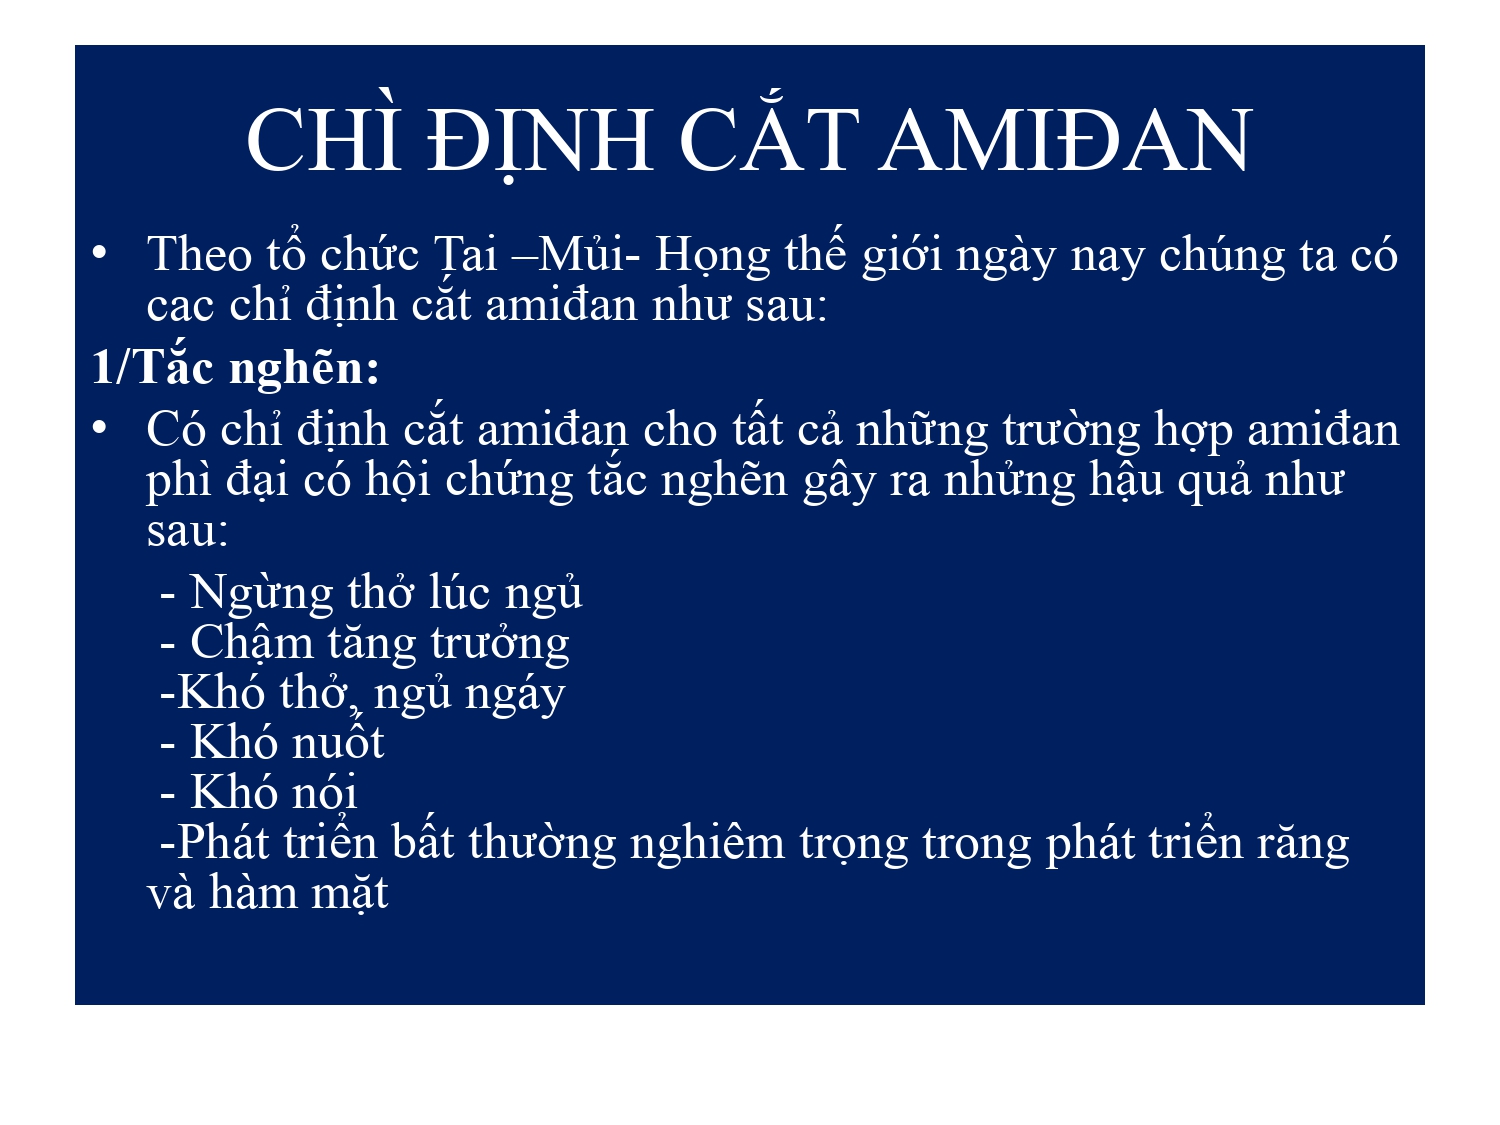 CHÌ ĐỊNH CẮT AMIĐAN
• Theo tổ chức Tai –Mủi- Họng thế giới ngày nay chúng ta có
cac chỉ định cắt amiđan như sau:
1/Tắc nghẽn:
• Có chỉ định cắt amiđan cho tất cả những trường hợp amiđan
phì đại có hội chứng tắc nghẽn gây ra nhửng hậu quả như
sau:
- Ngừng thở lúc ngủ
- Chậm tăng trưởng
-Khó thở, ngủ ngáy
- Khó nuốt
- Khó nói
-Phát triển bất thường nghiêm trọng trong phát triển răng
và hàm mặt